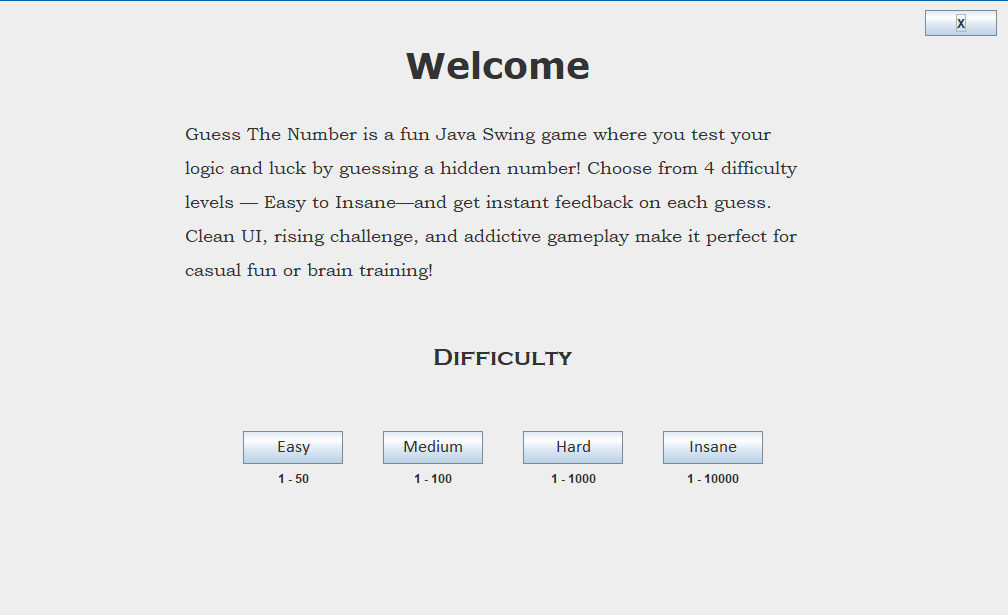 X
Welcome
Guess The Number is a fun Java Swing game where you test your
logic and luck by guessing a hidden number! Choose from 4 difficulty
levels — Easy to Insane—and get instant feedback on each guess.
Clean UI, rising challenge, and addictive gameplay make it perfect for
casual fun or brain training!
Difficulty
Easy Medium Hard Insane
1 - 50 1 - 100 1 - 1000 1 - 10000